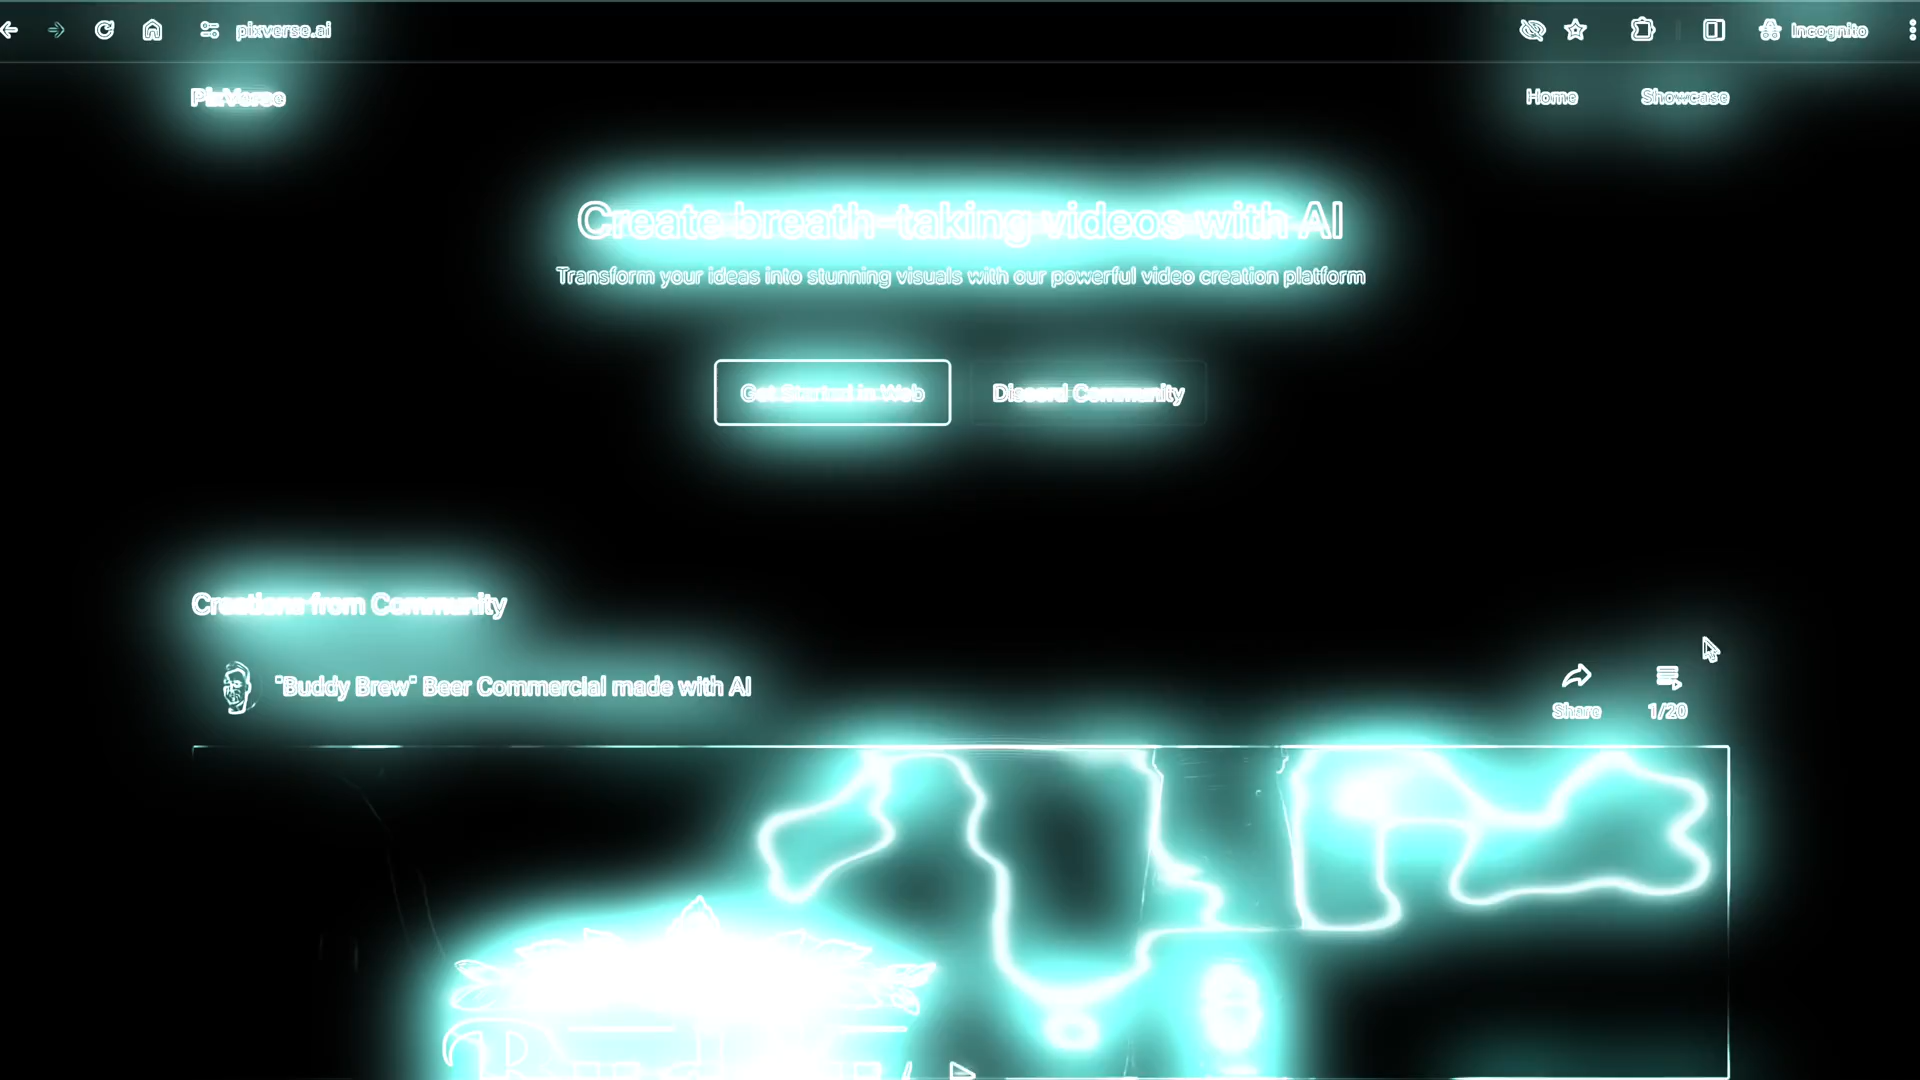 pixverse.ai
Incognito
PixVerse
Home
Showcase
Create breath-taking videos with AI
Transform your ideas into stunning visuals with our powerful video creation platform
Get Started in Web
Discord Community
Creations from Community
"Buddy Brew" Beer Commercial made with AI
Share
1/20